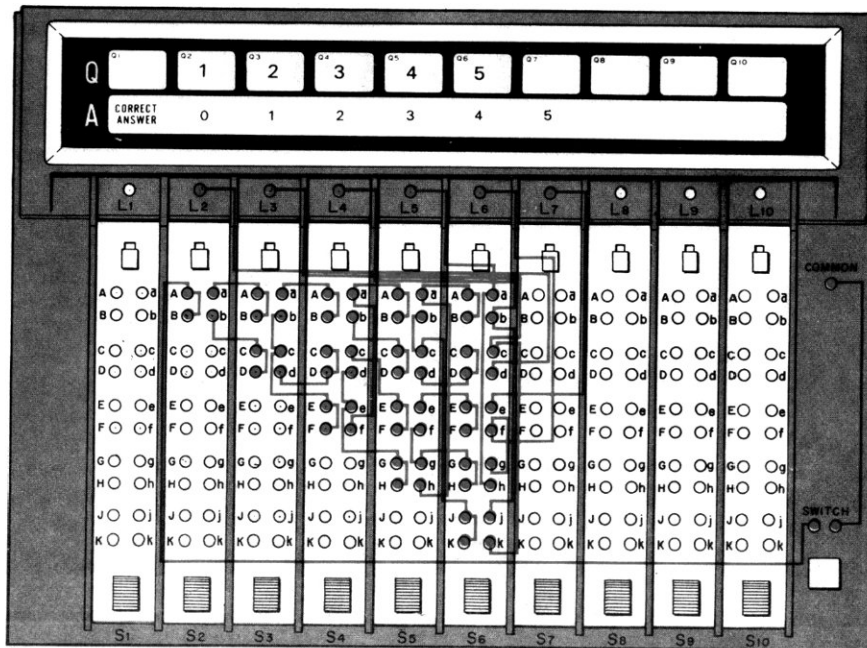 Q1 Q2 Q3 Q4 Q5 Q6 Q7 Q8 Q9 Q10
Q 1 2 3 4 5
A CORRECT ANSWER 0 1 2 3 4 5
L1 L2 L3 L4 L5 L6 L7 L8 L9 L10
COMMON
A a A a A a A a A a A a A a A a A a A a
B b B b B b B b B b B b B b B b B b B b
C c C c C c C c C c C c C c C c C c C c
D d D d D d D d D d D d D d D d D d D d
E e E e E e E e E e E e E e E e E e E e
F f F f F f F f F f F f F f F f F f F f
G g G g G g G g G g G g G g G g G g G g
H h H h H h H h H h H h H h H h H h H h
SWITCH
J j J j J j J j J j J j J j J j J j J j
K k K k K k K k K k K k K k K k K k K k
S1 S2 S3 S4 S5 S6 S7 S8 S9 S10